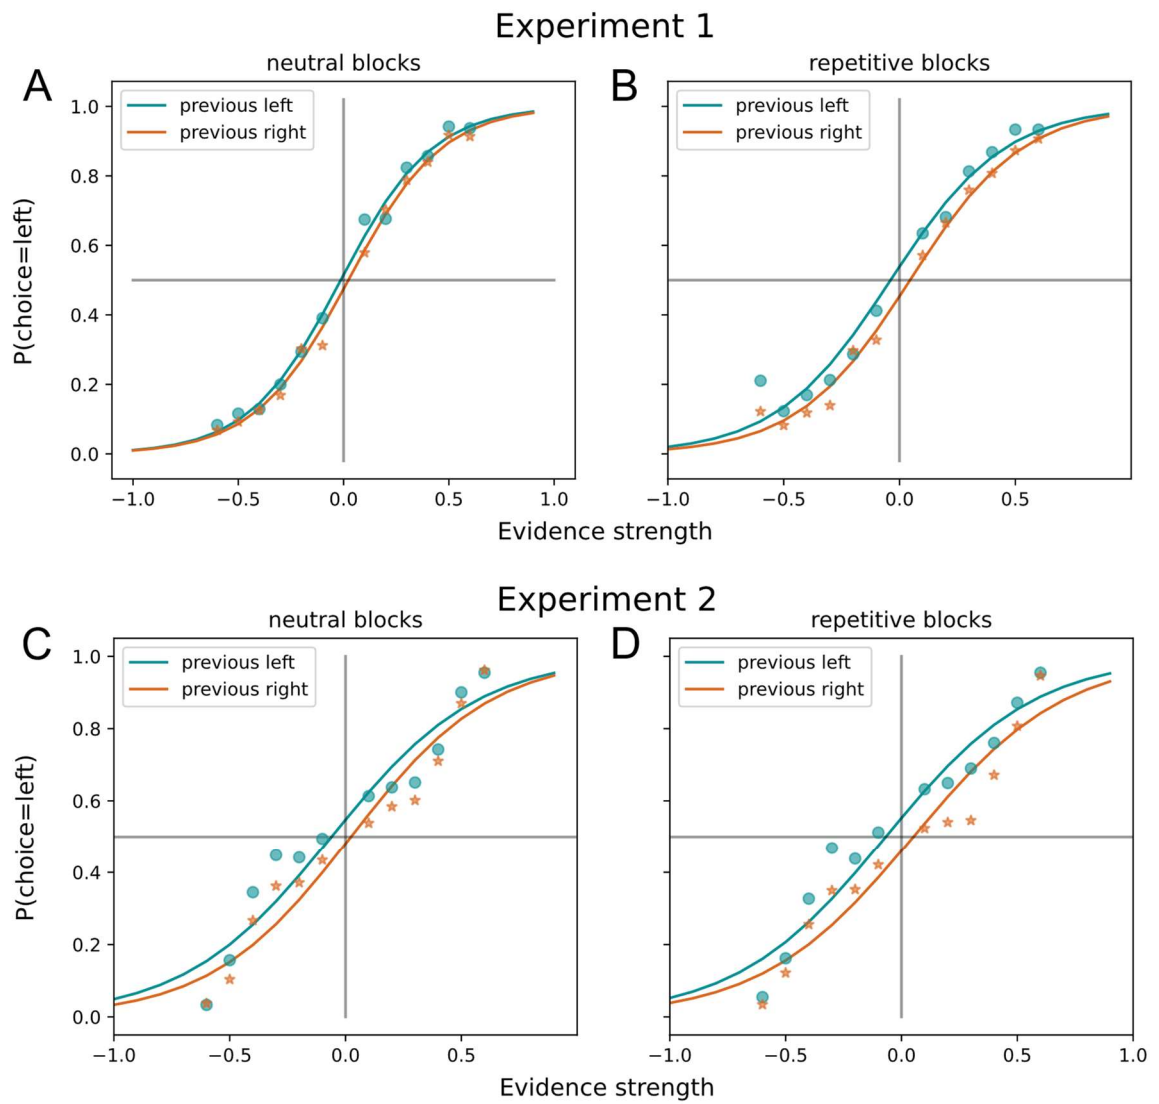 Experiment 1
A
neutral blocks
B
repetitive blocks
previous left
previous right
previous left
previous right
P(choice=left)
1.0
0.8
0.6
0.4
0.2
0.0
−1.0 −0.5 0.0 0.5 1.0
−1.0 −0.5 0.0 0.5
Evidence strength
Experiment 2
C
neutral blocks
D
repetitive blocks
previous left
previous right
previous left
previous right
P(choice=left)
1.0
0.8
0.6
0.4
0.2
0.0
−1.0 −0.5 0.0 0.5
−1.0 −0.5 0.0 0.5 1.0
Evidence strength